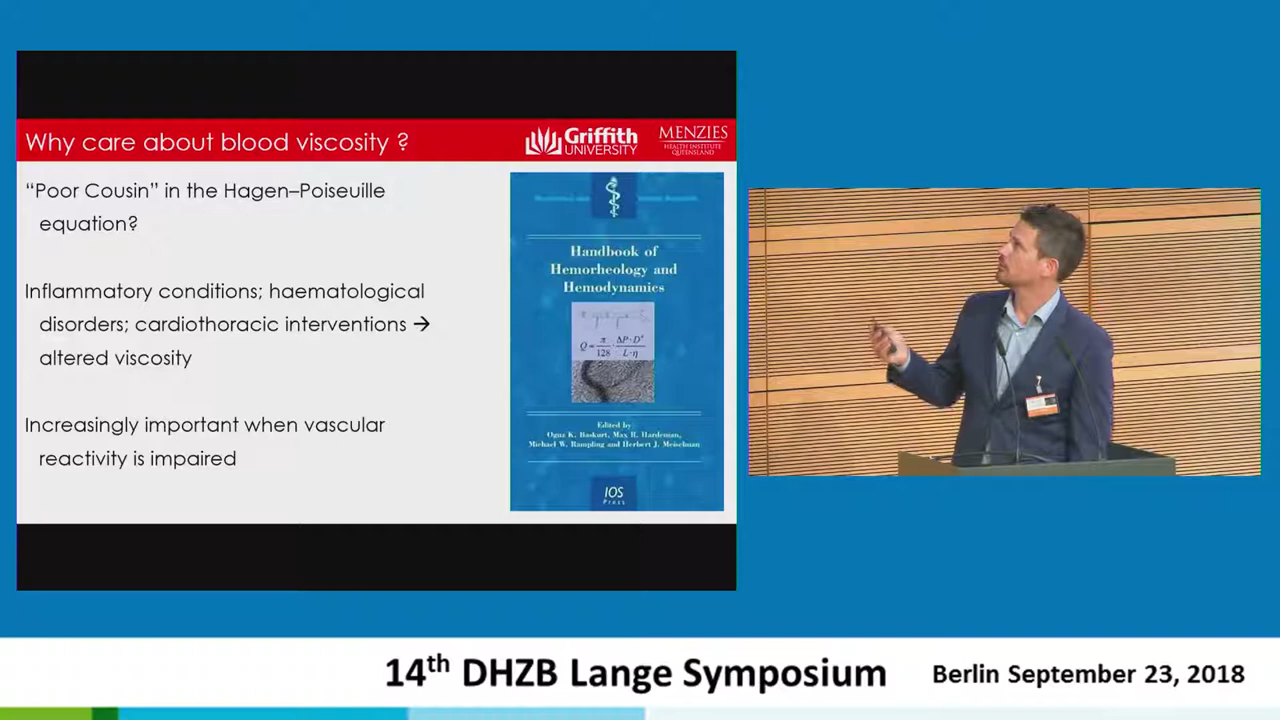 Why care about blood viscosity ?
Griffith
UNIVERSITY
MENZIES
HEALTH INSTITUTE
QUEENSLAND
“Poor Cousin” in the Hagen–Poiseuille
equation?
Inflammatory conditions; haematological
disorders; cardiothoracic interventions →
altered viscosity
Increasingly important when vascular
reactivity is impaired
Handbook of
Hemorheology and
Hemodynamics
Q = π/128 · ΔP·D⁴/L·η
Edited by
Oguz K. Baskurt, Max R. Hardeman,
Michael W. Rampling and Herbert J. Meiselman
IOS
Press
14th DHZB Lange Symposium
Berlin September 23, 2018